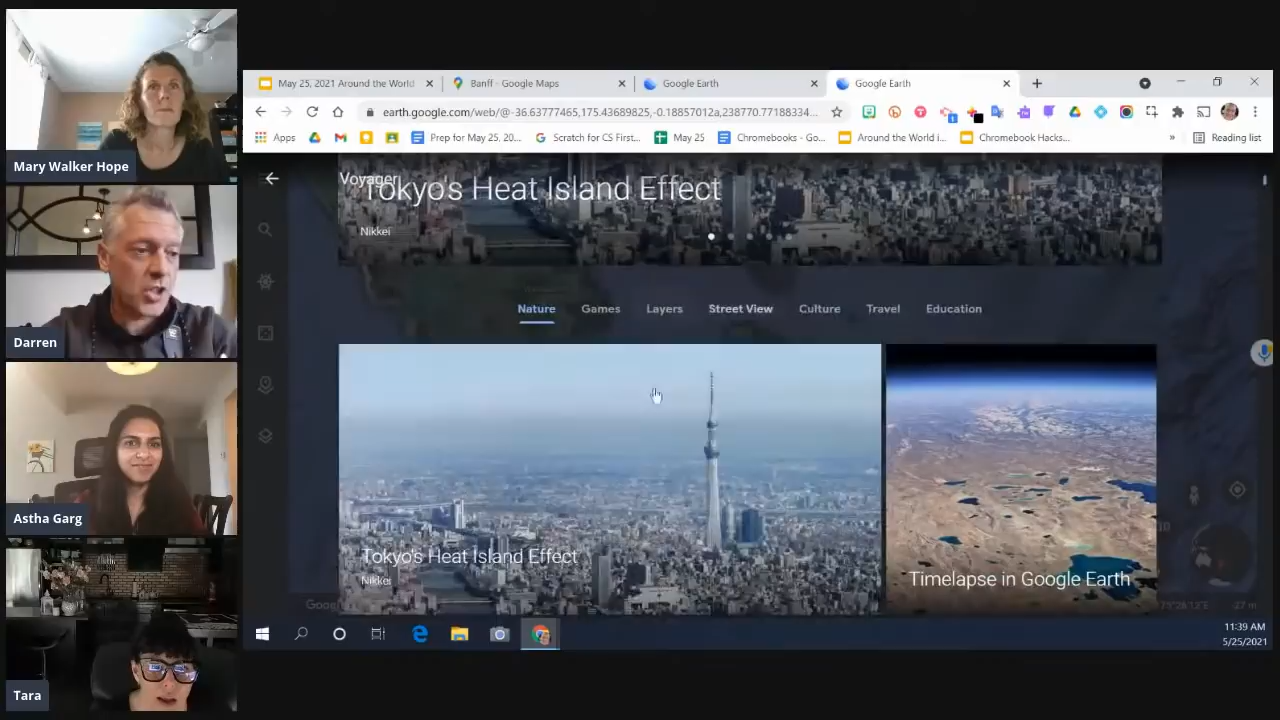 Mary Walker Hope
Darren
Astha Garg
Tara
May 25, 2021 Around the World
Banff - Google Maps
Google Earth
Google Earth
earth.google.com/web/@-36.63777465,175.43689825,-0.18857012a,238770.77188334...
Apps
Prep for May 25, 20...
Scratch for CS First...
May 25
Chromebook - Go...
Around the World i...
Chromebook Hacks...
»
Reading list
Voyager
Tokyo's Heat Island Effect
Nikkei
Nature
Games
Layers
Street View
Culture
Travel
Education
Tokyo's Heat Island Effect
Nikkei
Timelapse in Google Earth
11:39 AM
5/25/2021